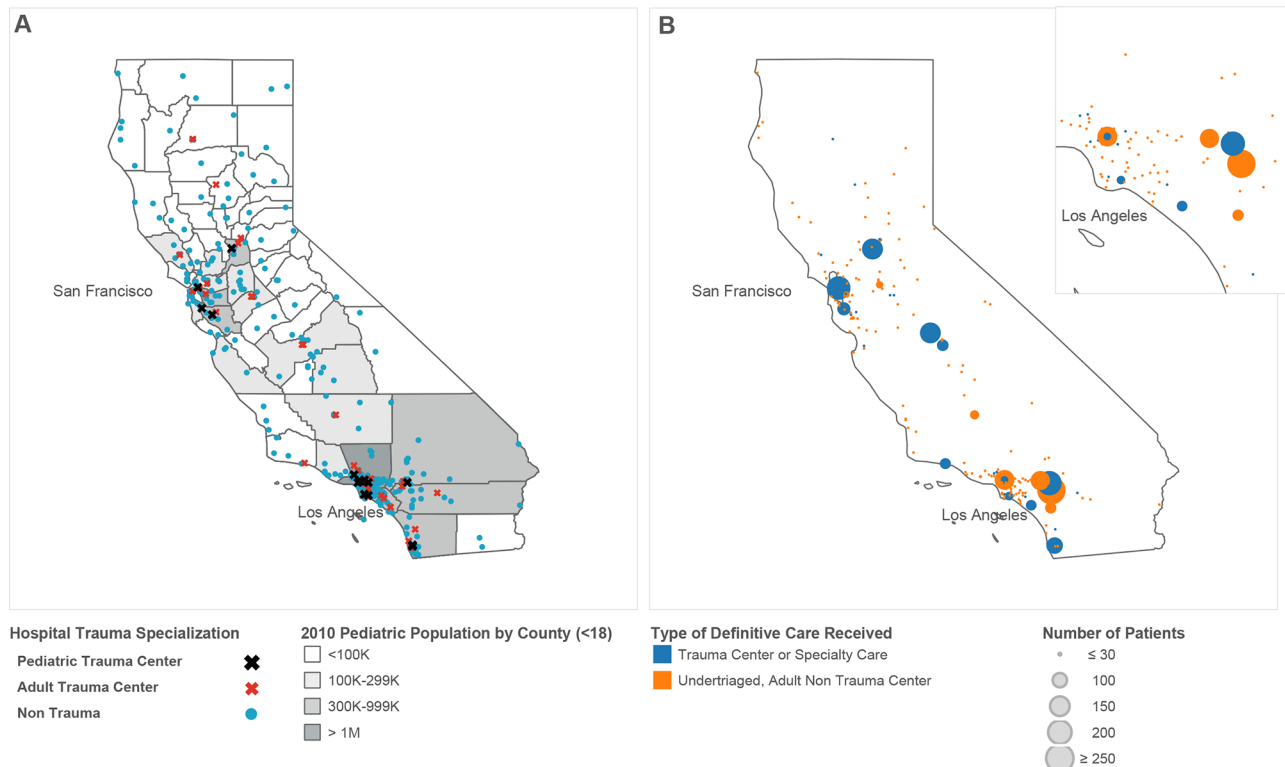 A
San Francisco
Los Angeles
B
San Francisco
Los Angeles
Los Angeles
Hospital Trauma Specialization
Pediatric Trauma Center
Adult Trauma Center
Non Trauma
2010 Pediatric Population by County (<18)
<100K
100K-299K
300K-999K
> 1M
Type of Definitive Care Received
Trauma Center or Specialty Care
Undertriaged, Adult Non Trauma Center
Number of Patients
≤ 30
100
150
200
≥ 250